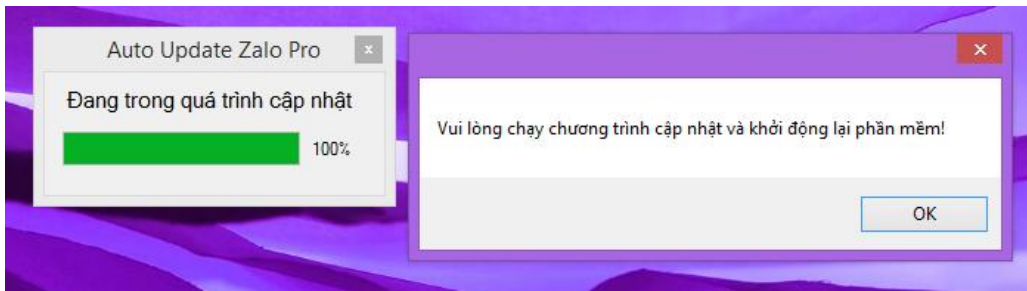 Auto Update Zalo Pro
Đang trong quá trình cập nhật
100%
Vui lòng chạy chương trình cập nhật và khởi động lại phần mềm!
OK